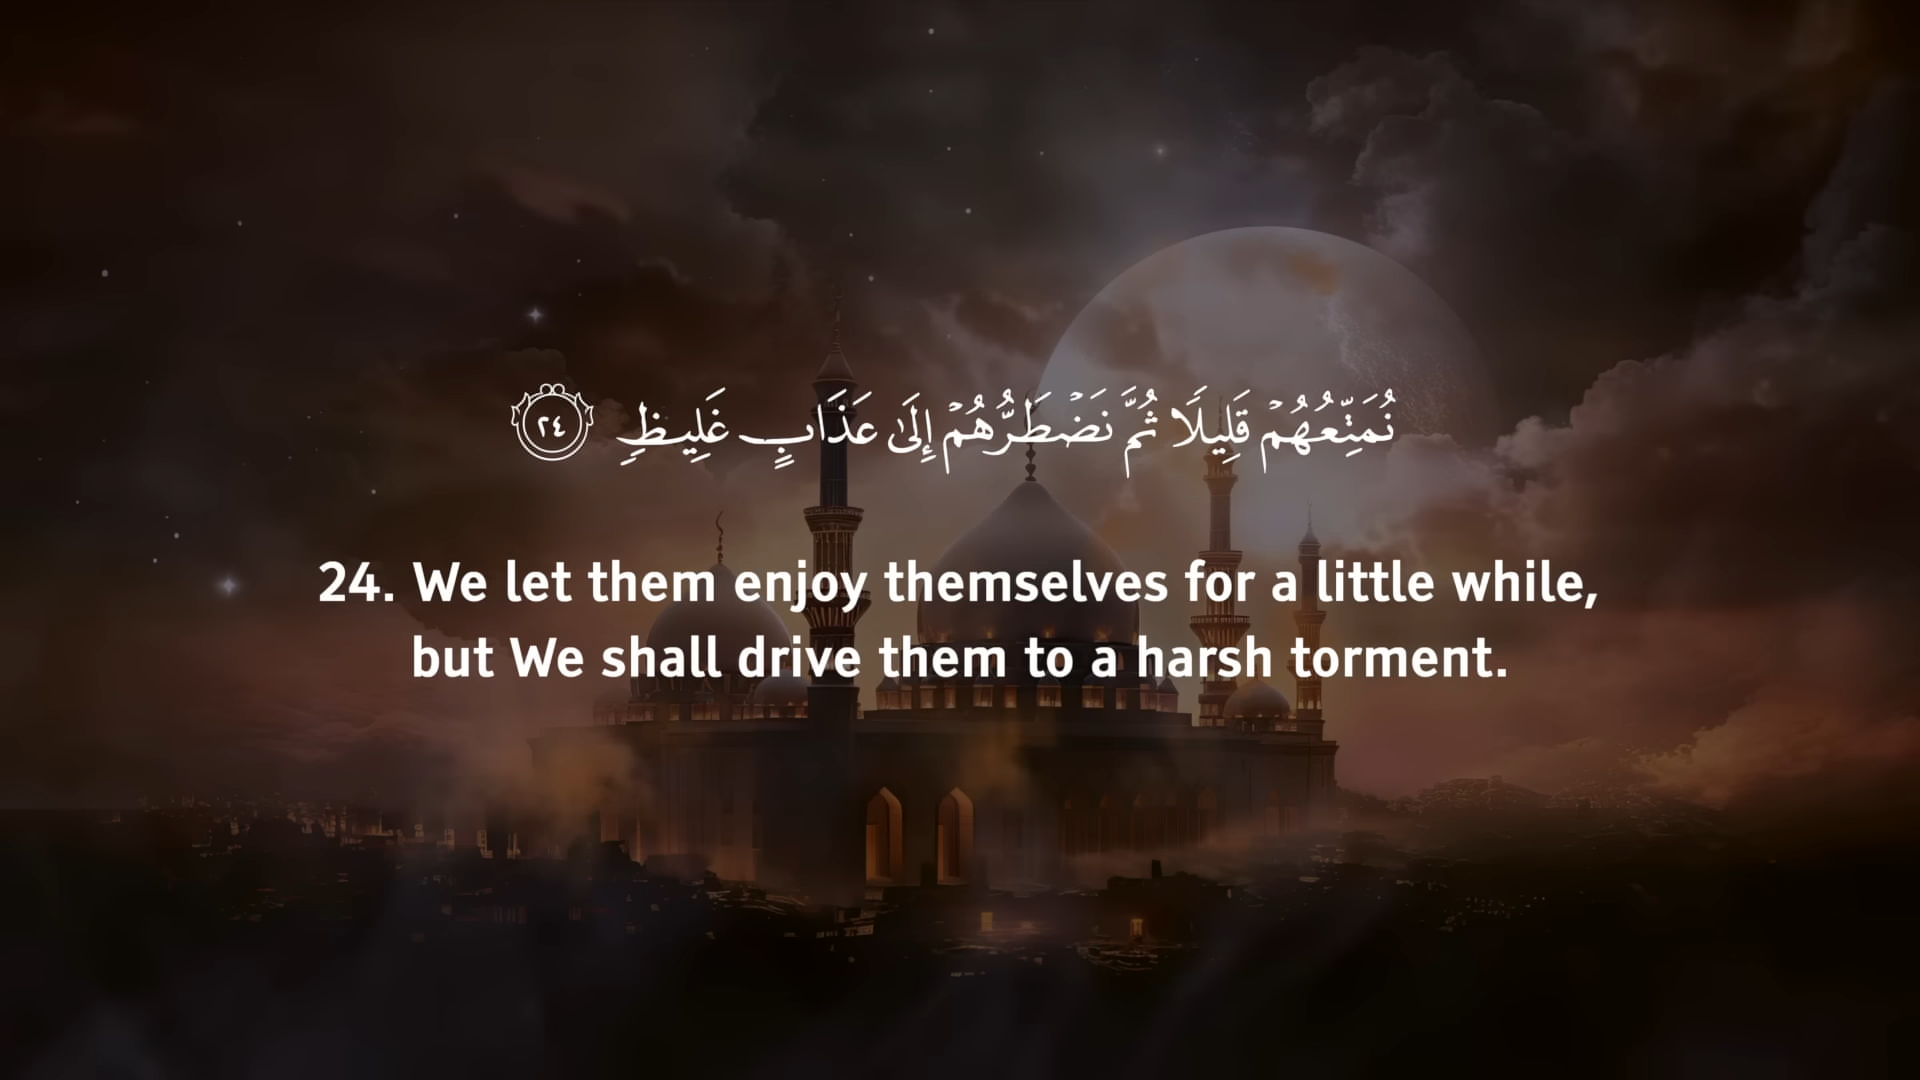 نُمَتِّعُهُمْ قَلِيلًا ثُمَّ نَضْطَرُّهُمْ إِلَىٰ عَذَابٍ غَلِيظٍ ٢٤
24. We let them enjoy themselves for a little while,
but We shall drive them to a harsh torment.